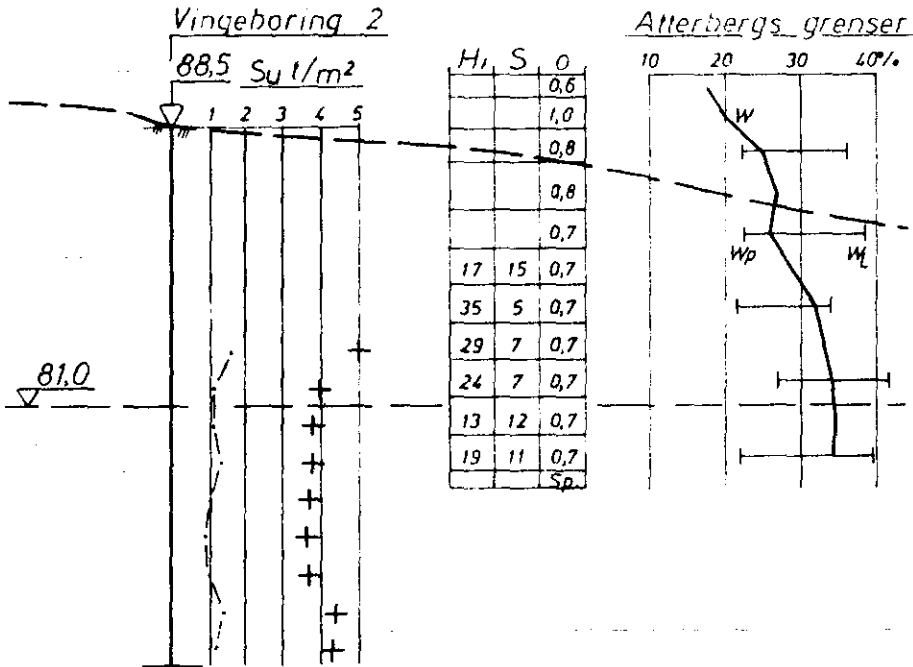 Vingeboring 2
Atterbergs grenser
88,5 Su t/m²
H₁ S O
10 20 30 40%
1 2 3 4 5
0,6
1,0
W
0,8
0,8
0,7
Wp WL
17 15 0,7
35 5 0,7
29 7 0,7
81,0
24 7 0,7
13 12 0,7
19 11 0,7
Sp.